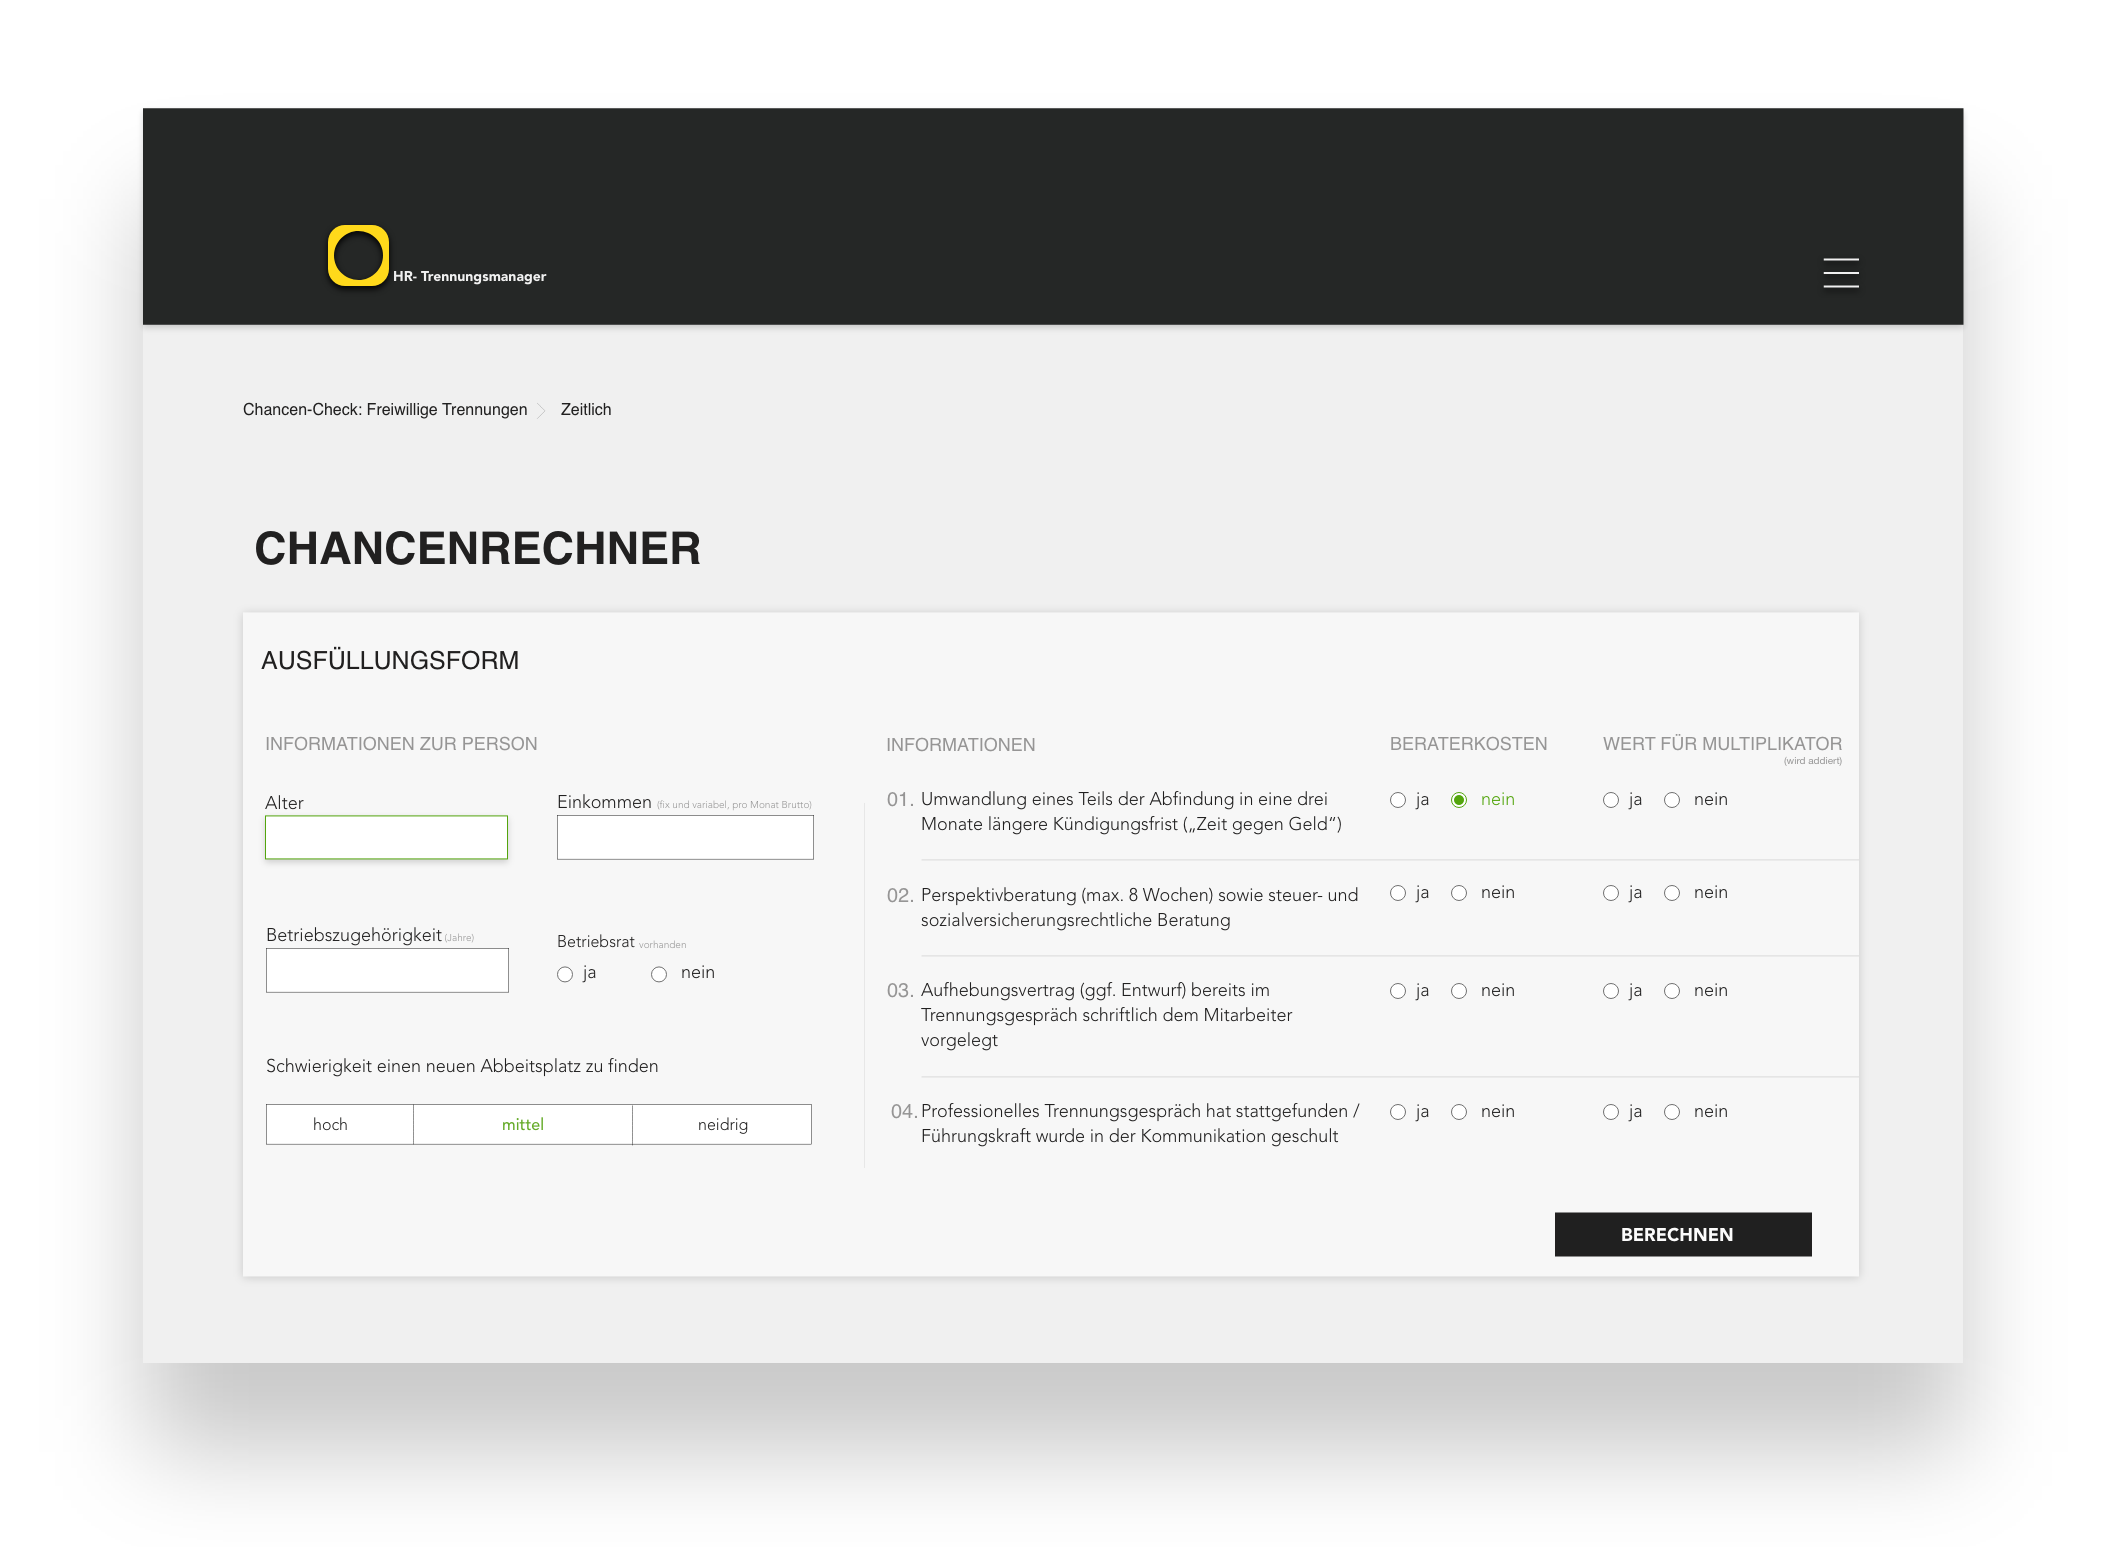 HR- Trennungsmanager
Chancen-Check: Freiwillige Trennungen Zeitlich
CHANCENRECHNER
AUSFÜLLUNGSFORM
INFORMATIONEN ZUR PERSON
Alter
Einkommen (fix und variabel, pro Monat Brutto)
Betriebszugehörigkeit (Jahre)
Betriebsrat vorhanden
ja nein
Schwierigkeit einen neuen Abbeitsplatz zu finden
hoch mittel neidrig
INFORMATIONEN BERATERKOSTEN WERT FÜR MULTIPLIKATOR
(wird addiert)
01. Umwandlung eines Teils der Abfindung in eine drei ja nein ja nein
Monate längere Kündigungsfrist („Zeit gegen Geld“)
02. Perspektivberatung (max. 8 Wochen) sowie steuer- und ja nein ja nein
sozialversicherungsrechtliche Beratung
03. Aufhebungsvertrag (ggf. Entwurf) bereits im ja nein ja nein
Trennungsgespräch schriftlich dem Mitarbeiter
vorgelegt
04. Professionelles Trennungsgespräch hat stattgefunden / ja nein ja nein
Führungskraft wurde in der Kommunikation geschult
BERECHNEN